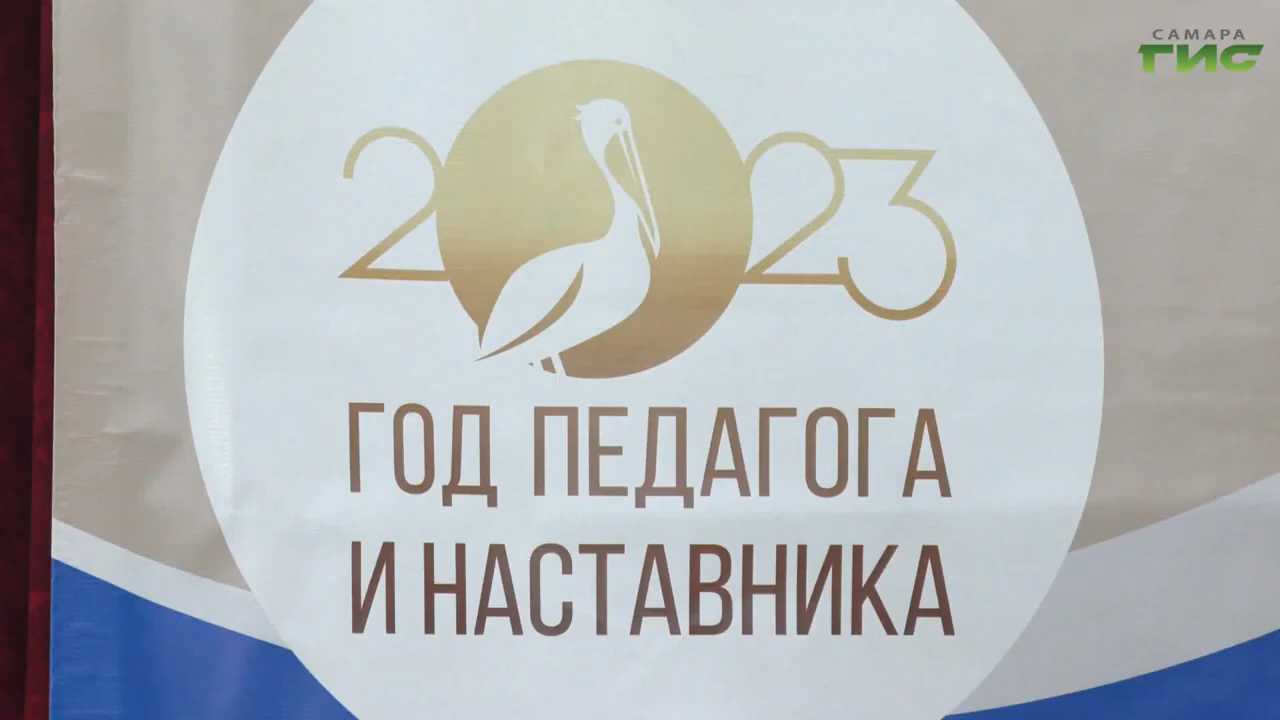 САМАРА
ГИС
2023
ГОД ПЕДАГОГА
И НАСТАВНИКА